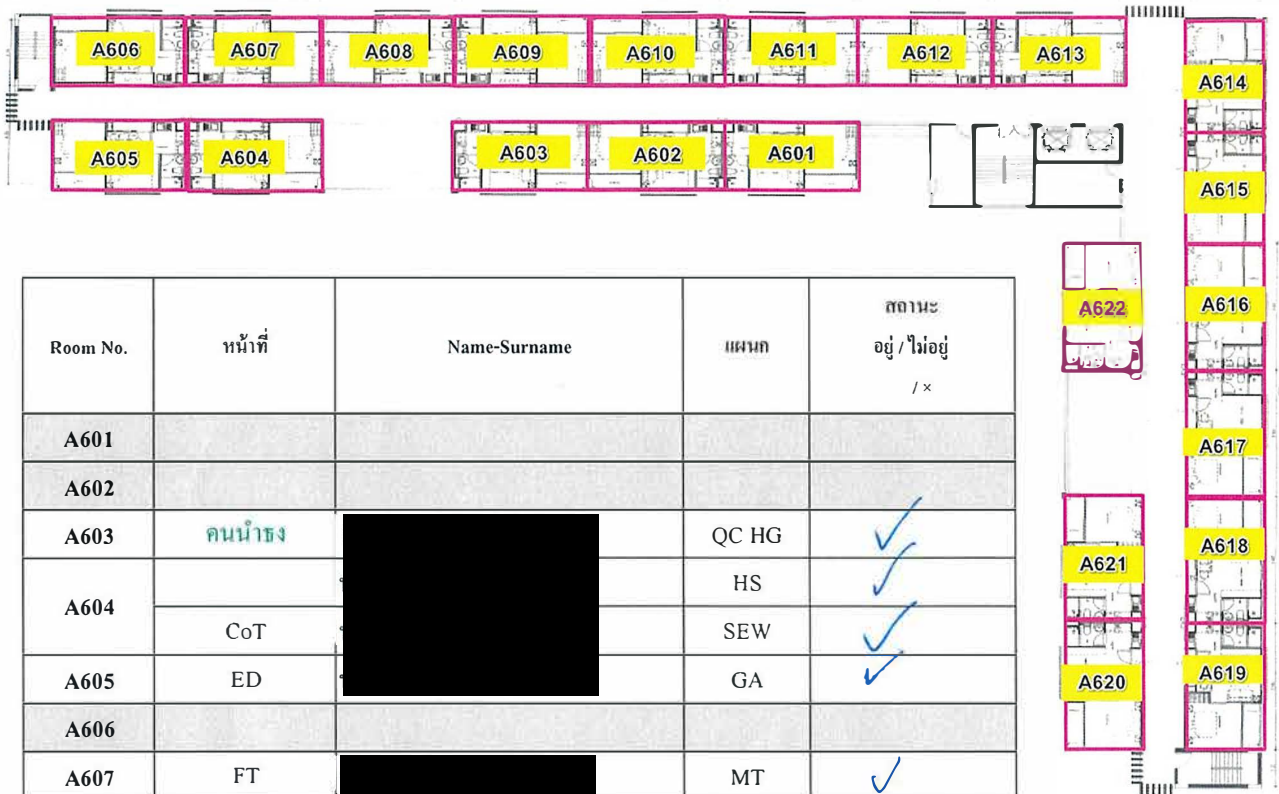 A606 A607 A608 A609 A610 A611 A612 A613
A614
A605 A604 A603 A602 A601
A615
A622 A616
A617
A621 A618
A620 A619
Room No. หน้าที่ Name-Surname แผนก สถานะ
อยู่ / ไม่อยู่
/ ×
A601
A602
A603 คนนำธง QC HG ✓
A604 HS ✓
CoT SEW ✓
A605 ED GA ✓
A606
A607 FT MT ✓